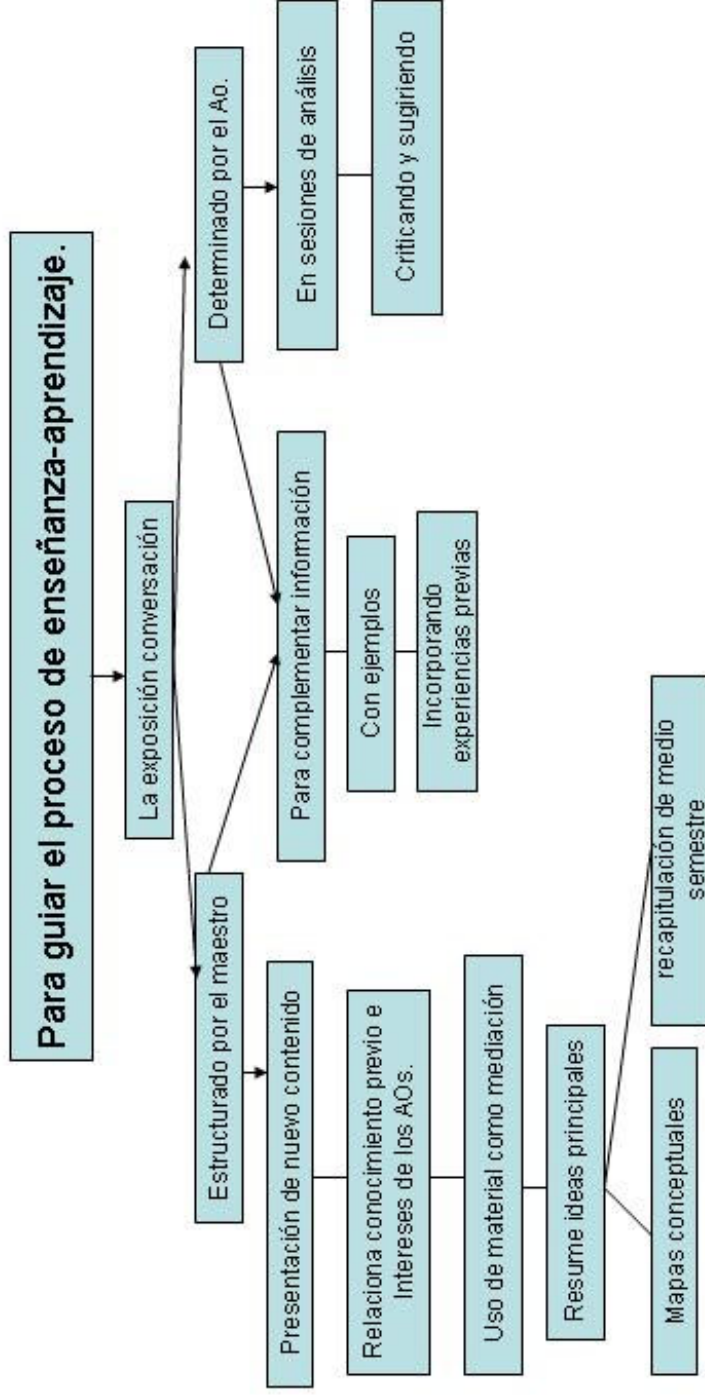 Para guiar el proceso de enseñanza-aprendizaje.
La exposición conversación
Estructurado por el maestro
Determinado por el Ao.
Presentación de nuevo contenido
Para complementar información
En sesiones de análisis
Relaciona conocimiento previo e
Intereses de los AOs.
Con ejemplos
Criticando y sugiriendo
Incorporando
experiencias previas
Uso de material como mediación
Resume ideas principales
Mapas conceptuales
recapitulación de medio
semestre